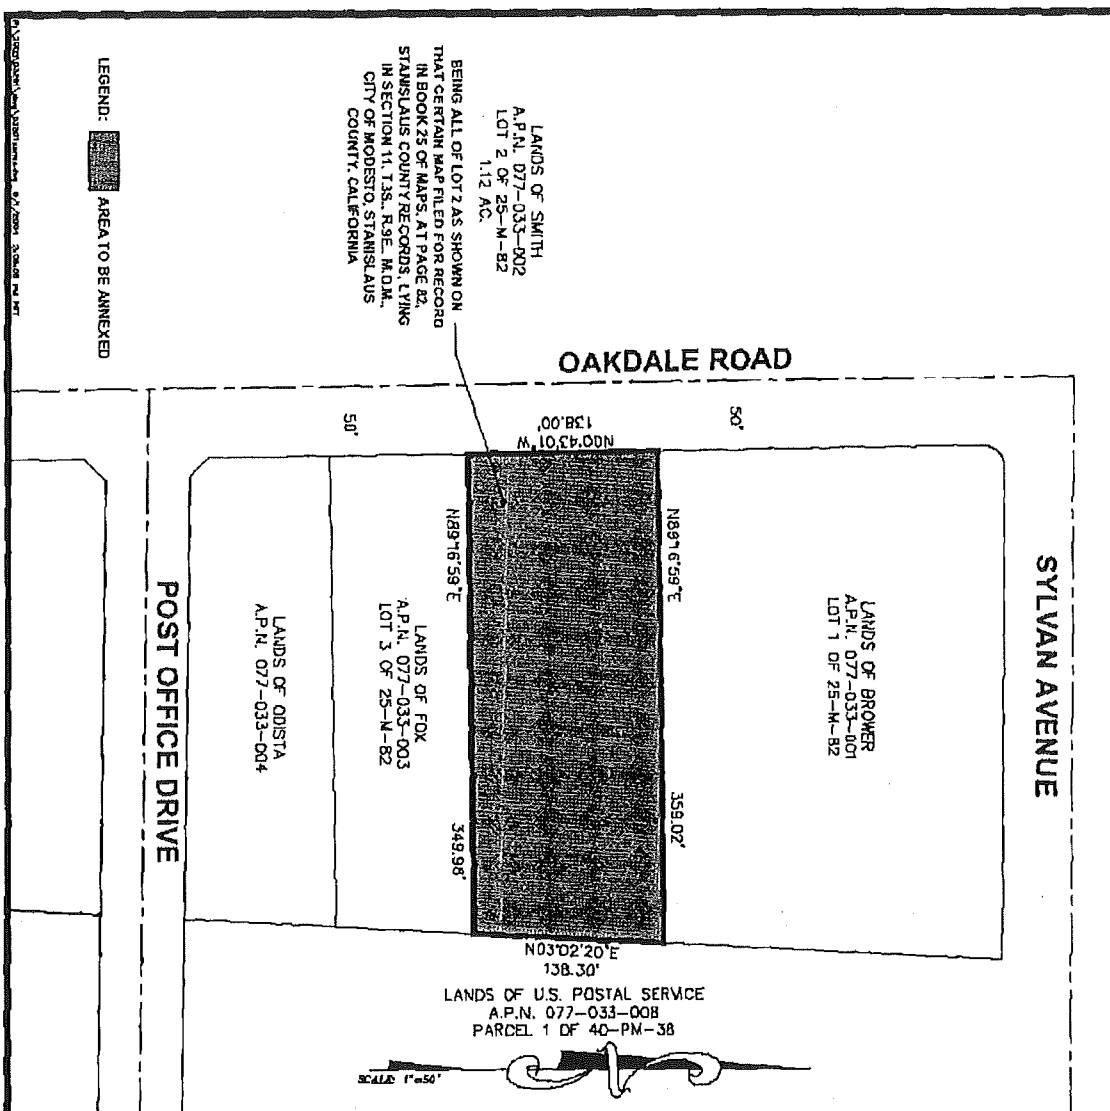 LANDS OF SMITH
A.P.N. 077-033-002
LOT 2 OF 25-M-82
1.12 AC.
BEING ALL OF LOT 2 AS SHOWN ON
THAT CERTAIN MAP FILED FOR RECORD
IN BOOK 25 OF MAPS, AT PAGE 82,
STANISLAUS COUNTY RECORDS, LYING
IN SECTION 11, T.3S., R.9E. M.D.M.,
CITY OF MODESTO, STANISLAUS
COUNTY, CALIFORNIA
LEGEND:
AREA TO BE ANNEXED
OAKDALE ROAD
50'
N00°43'01"W
138.00'
50'
SYLVAN AVENUE
LANDS OF BROWER
A.P.N. 077-033-001
LOT 1 OF 25-M-82
N89°16'59"E
359.02'
N89°16'59"E
349.98'
LANDS OF FOX
A.P.N. 077-033-003
LOT 3 OF 25-M-82
LANDS OF ODISTA
A.P.N. 077-033-004
POST OFFICE DRIVE
N03°02'20"E
138.30'
LANDS OF U.S. POSTAL SERVICE
A.P.N. 077-033-008
PARCEL 1 OF 40-PM-38
SCALE: 1"=50'